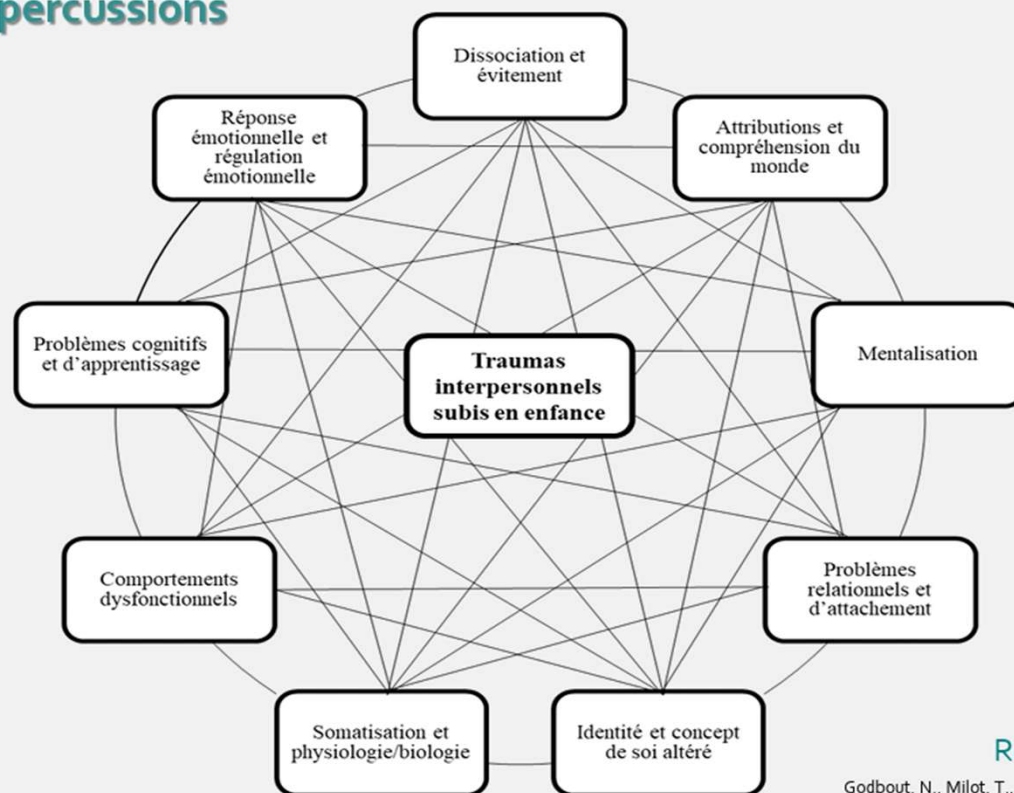 percussions
Dissociation et
évitement
Réponse
émotionnelle et
régulation
émotionnelle
Attributions et
compréhension du
monde
Problèmes cognitifs
et d'apprentissage
Traumas
interpersonnels
subis en enfance
Mentalisation
Comportements
dysfonctionnels
Problèmes
relationnels et
d'attachement
Somatisation et
physiologie/biologie
Identité et concept
de soi altéré
R
Godbout, N., Milot, T.,